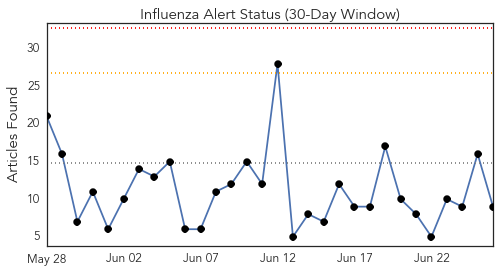 Influenza Alert Status (30-Day Window)
Articles Found
30
25
20
15
10
5
May 28 Jun 02 Jun 07 Jun 12 Jun 17 Jun 22